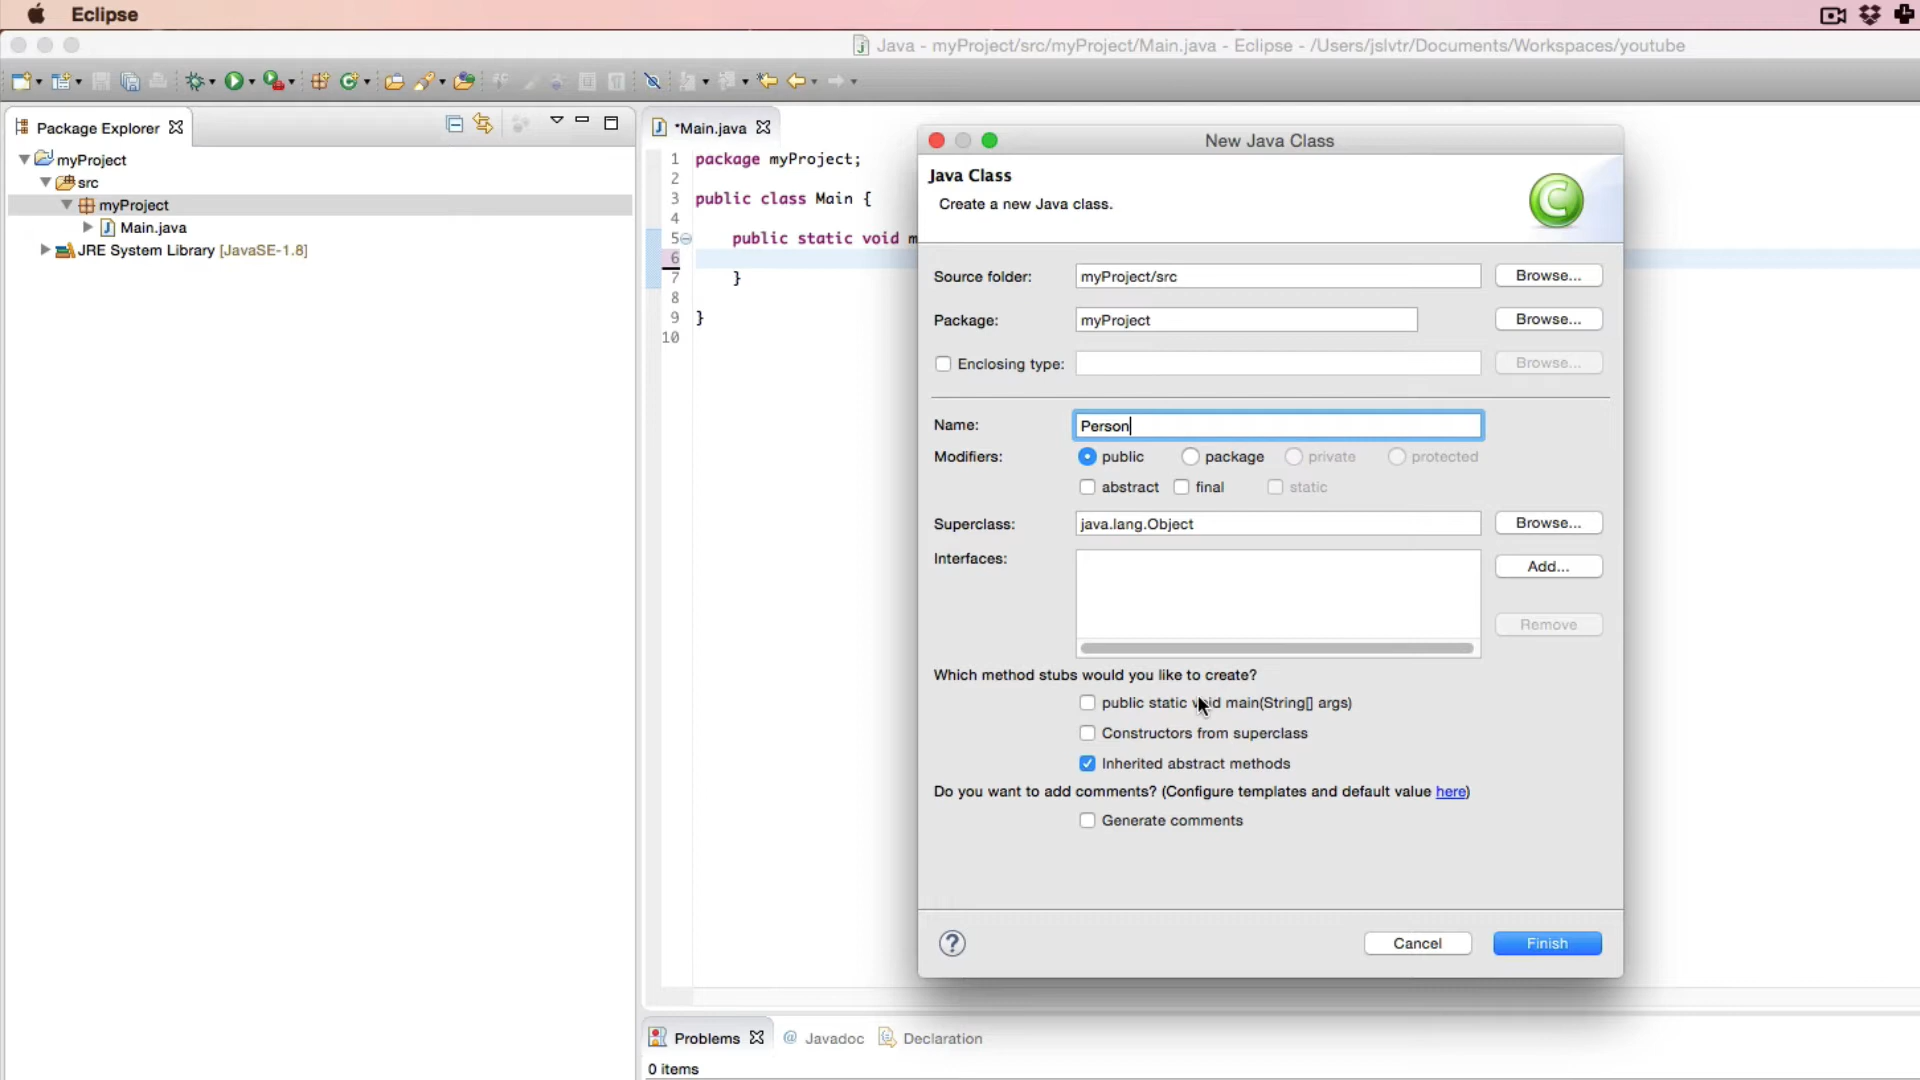 Eclipse
Java - myProject/src/myProject/Main.java - Eclipse - /Users/jslvtr/Documents/Workspaces/youtube
Package Explorer
myProject
src
myProject
Main.java
JRE System Library [JavaSE-1.8]
*Main.java
1 package myProject;
2
3 public class Main {
4
5 public static void m
6
7 }
8
9 }
10
New Java Class
Java Class
Create a new Java class.
Source folder: myProject/src Browse...
Package: myProject Browse...
Enclosing type: Browse...
Name: Person
Modifiers: public package private protected
abstract final static
Superclass: java.lang.Object Browse...
Interfaces: Add...
Remove
Which method stubs would you like to create?
public static void main(String[] args)
Constructors from superclass
Inherited abstract methods
Do you want to add comments? (Configure templates and default value here)
Generate comments
? Cancel Finish
Problems @ Javadoc Declaration
0 items